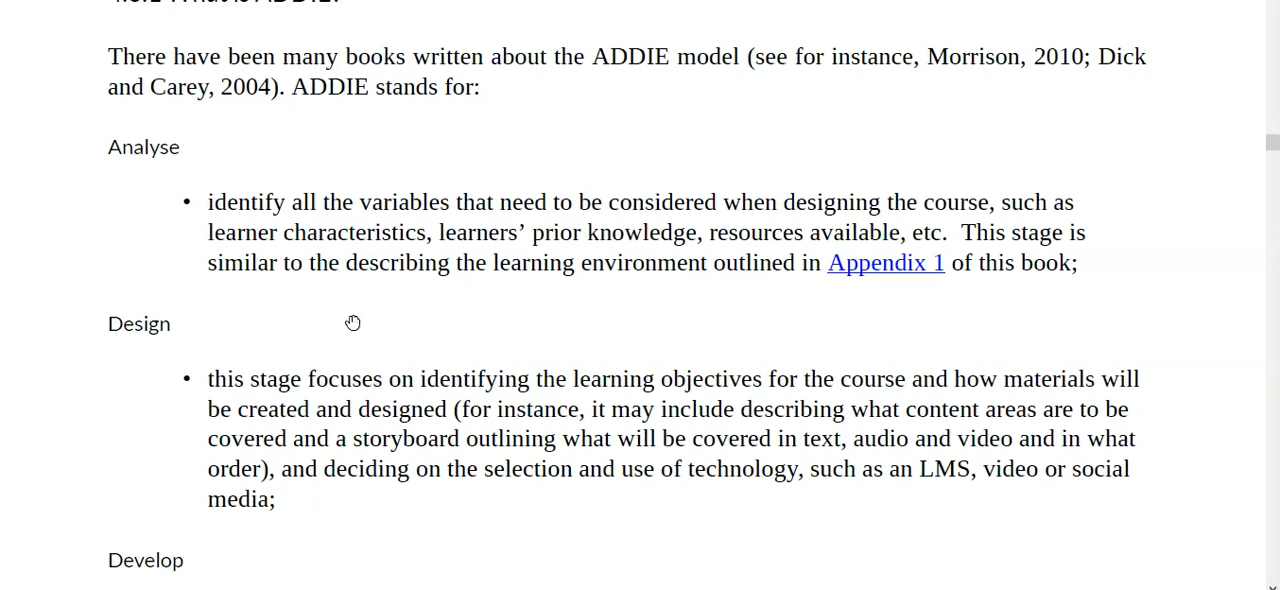 There have been many books written about the ADDIE model (see for instance, Morrison, 2010; Dick
and Carey, 2004). ADDIE stands for:
Analyse
• identify all the variables that need to be considered when designing the course, such as
learner characteristics, learners’ prior knowledge, resources available, etc.  This stage is
similar to the describing the learning environment outlined in Appendix 1 of this book;
Design
• this stage focuses on identifying the learning objectives for the course and how materials will
be created and designed (for instance, it may include describing what content areas are to be
covered and a storyboard outlining what will be covered in text, audio and video and in what
order), and deciding on the selection and use of technology, such as an LMS, video or social
media;
Develop